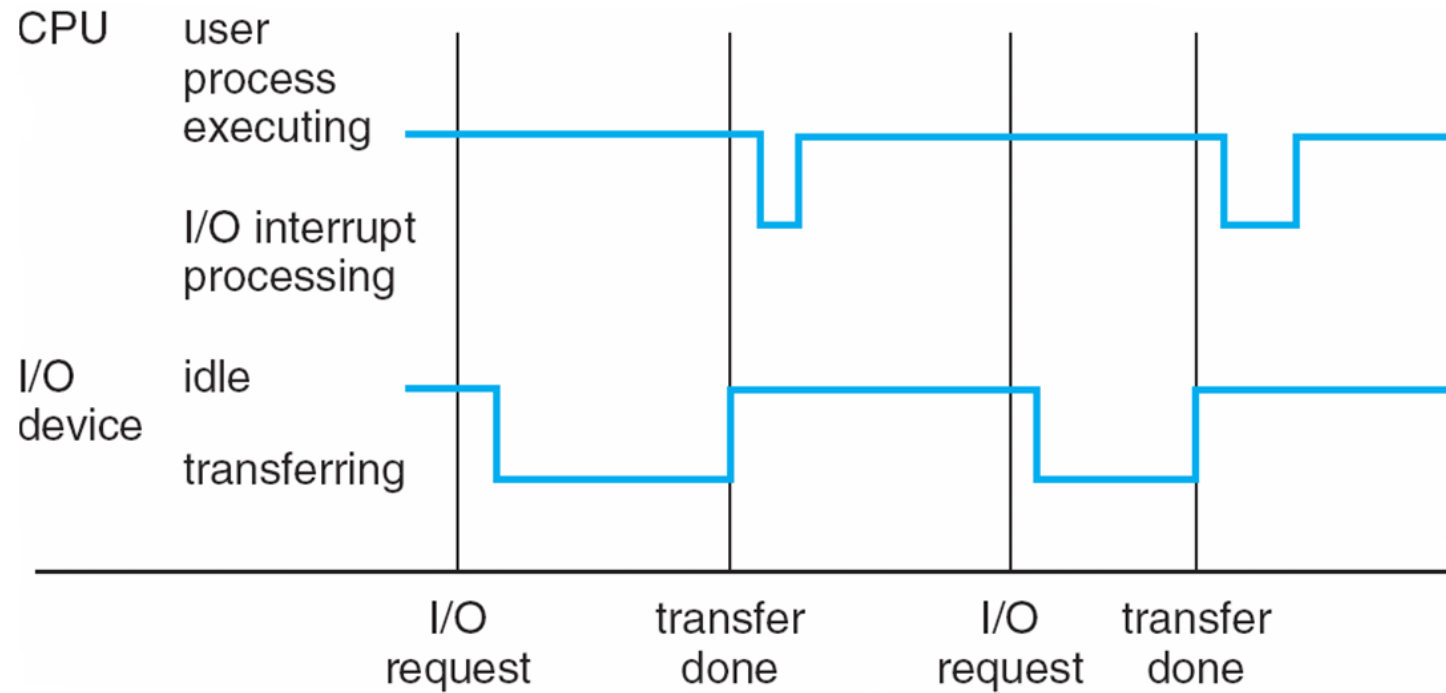 CPU
user
process
executing
I/O interrupt
processing
I/O
device
idle
transferring
I/O
request
transfer
done
I/O
request
transfer
done